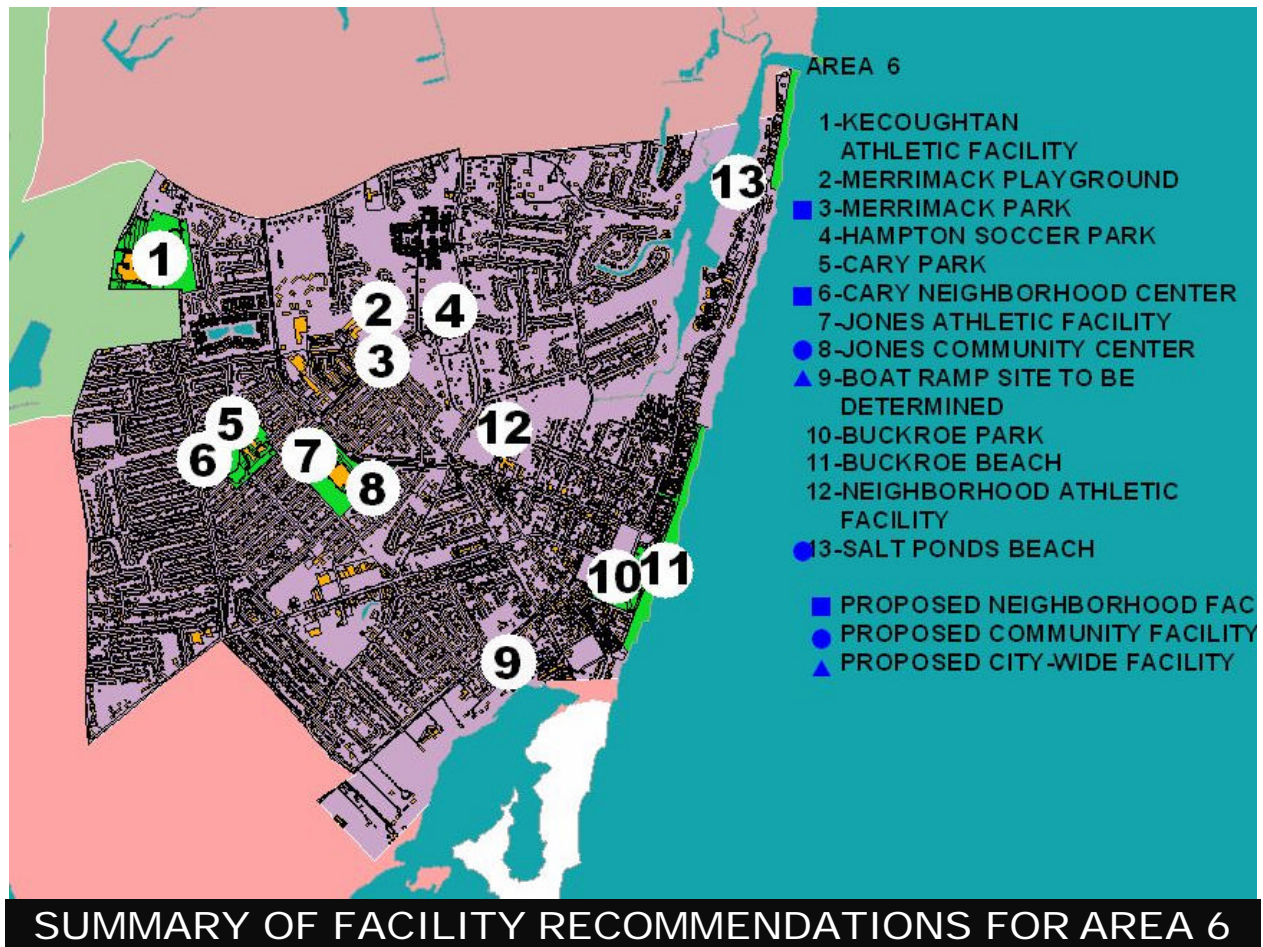 AREA 6
1-KECOUGHTAN
ATHLETIC FACILITY
2-MERRIMACK PLAYGROUND
3-MERRIMACK PARK
4-HAMPTON SOCCER PARK
5-CARY PARK
6-CARY NEIGHBORHOOD CENTER
7-JONES ATHLETIC FACILITY
8-JONES COMMUNITY CENTER
9-BOAT RAMP SITE TO BE
DETERMINED
10-BUCKROE PARK
11-BUCKROE BEACH
12-NEIGHBORHOOD ATHLETIC
FACILITY
13-SALT PONDS BEACH
PROPOSED NEIGHBORHOOD FAC
PROPOSED COMMUNITY FACILITY
PROPOSED CITY-WIDE FACILITY
13
1
2
4
3
5
12
6
7
8
10
11
9
SUMMARY OF FACILITY RECOMMENDATIONS FOR AREA 6